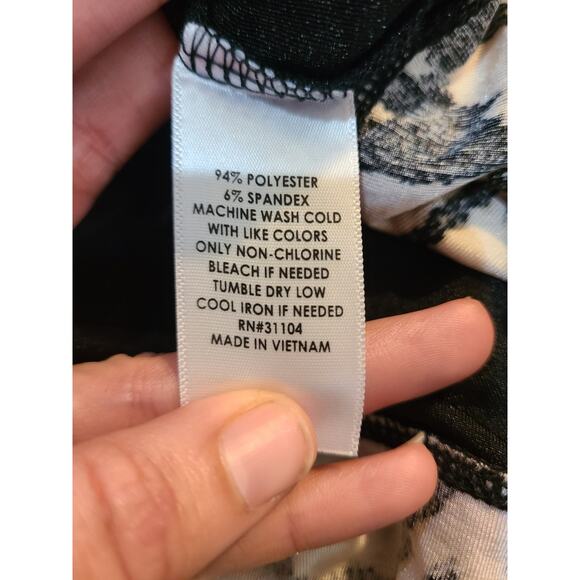 94% POLYESTER
6% SPANDEX
MACHINE WASH COLD
WITH LIKE COLORS
ONLY NON-CHLORINE
BLEACH IF NEEDED
TUMBLE DRY LOW
COOL IRON IF NEEDED
RN#31104
MADE IN VIETNAM